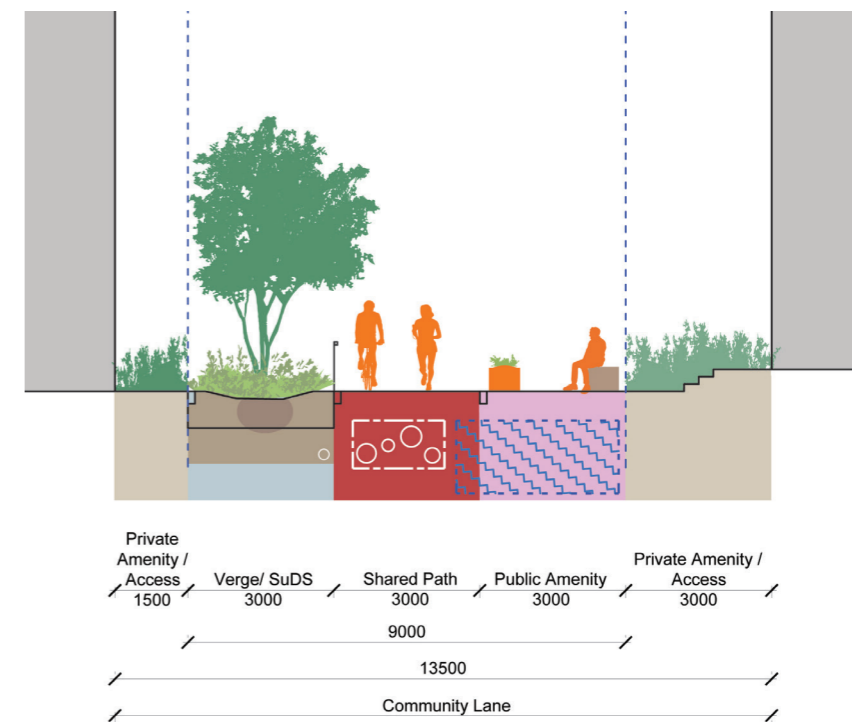 Private
Amenity /
Access
1500
Verge/ SuDS
3000
Shared Path
3000
Public Amenity
3000
Private Amenity /
Access
3000
9000
13500
Community Lane